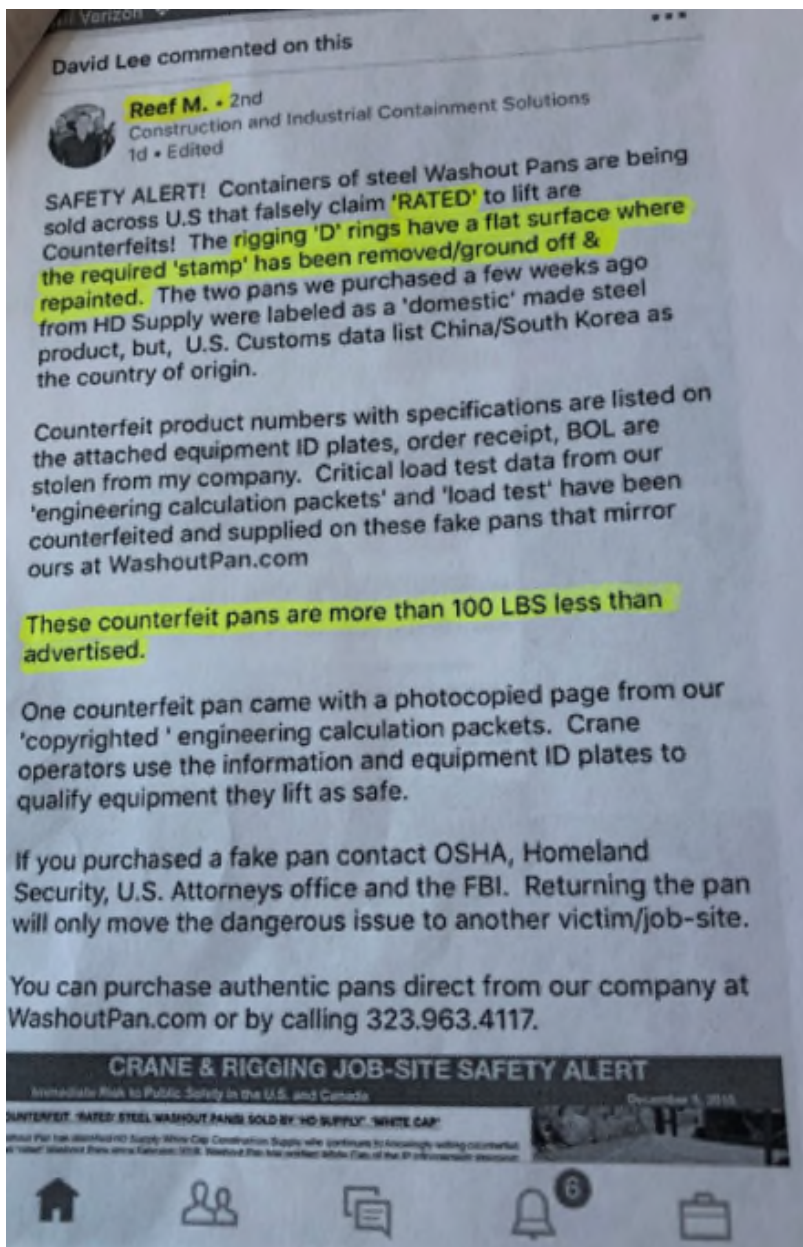 Verizon
David Lee commented on this
Reef M. • 2nd
Construction and Industrial Containment Solutions
1d • Edited
SAFETY ALERT!  Containers of steel Washout Pans are being
sold across U.S that falsely claim 'RATED' to lift are
Counterfeits!  The rigging 'D' rings have a flat surface where
the required 'stamp' has been removed/ground off &
repainted.  The two pans we purchased a few weeks ago
from HD Supply were labeled as a 'domestic' made steel
product, but,  U.S. Customs data list China/South Korea as
the country of origin.
Counterfeit product numbers with specifications are listed on
the attached equipment ID plates, order receipt, BOL are
stolen from my company.  Critical load test data from our
'engineering calculation packets' and 'load test' have been
counterfeited and supplied on these fake pans that mirror
ours at WashoutPan.com
These counterfeit pans are more than 100 LBS less than
advertised.
One counterfeit pan came with a photocopied page from our
'copyrighted ' engineering calculation packets.  Crane
operators use the information and equipment ID plates to
qualify equipment they lift as safe.
If you purchased a fake pan contact OSHA, Homeland
Security, U.S. Attorneys office and the FBI.  Returning the pan
will only move the dangerous issue to another victim/job-site.
You can purchase authentic pans direct from our company at
WashoutPan.com or by calling 323.963.4117.
CRANE & RIGGING JOB-SITE SAFETY ALERT
Immediate Risk to Public Safety in the U.S. and Canada
COUNTERFEIT 'RATED' STEEL WASHOUT PANS SOLD BY 'HD SUPPLY' 'WHITE CAP'
6